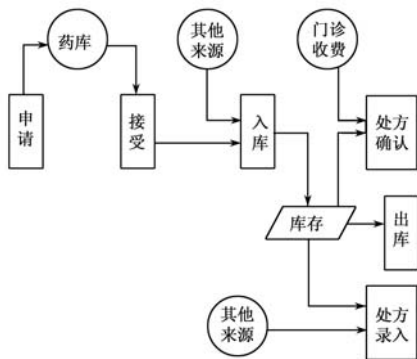 药库
其他
来源
门诊
收费
申
请
接
受
入
库
处方
确认
库存
出
库
其他
来源
处方
录入